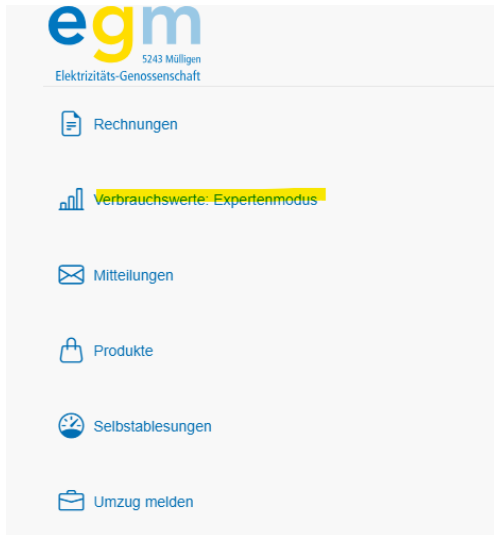 egm
5243 Mülligen
Elektrizitäts-Genossenschaft
Rechnungen
Verbrauchswerte: Expertenmodus
Mitteilungen
Produkte
Selbstablesungen
Umzug melden